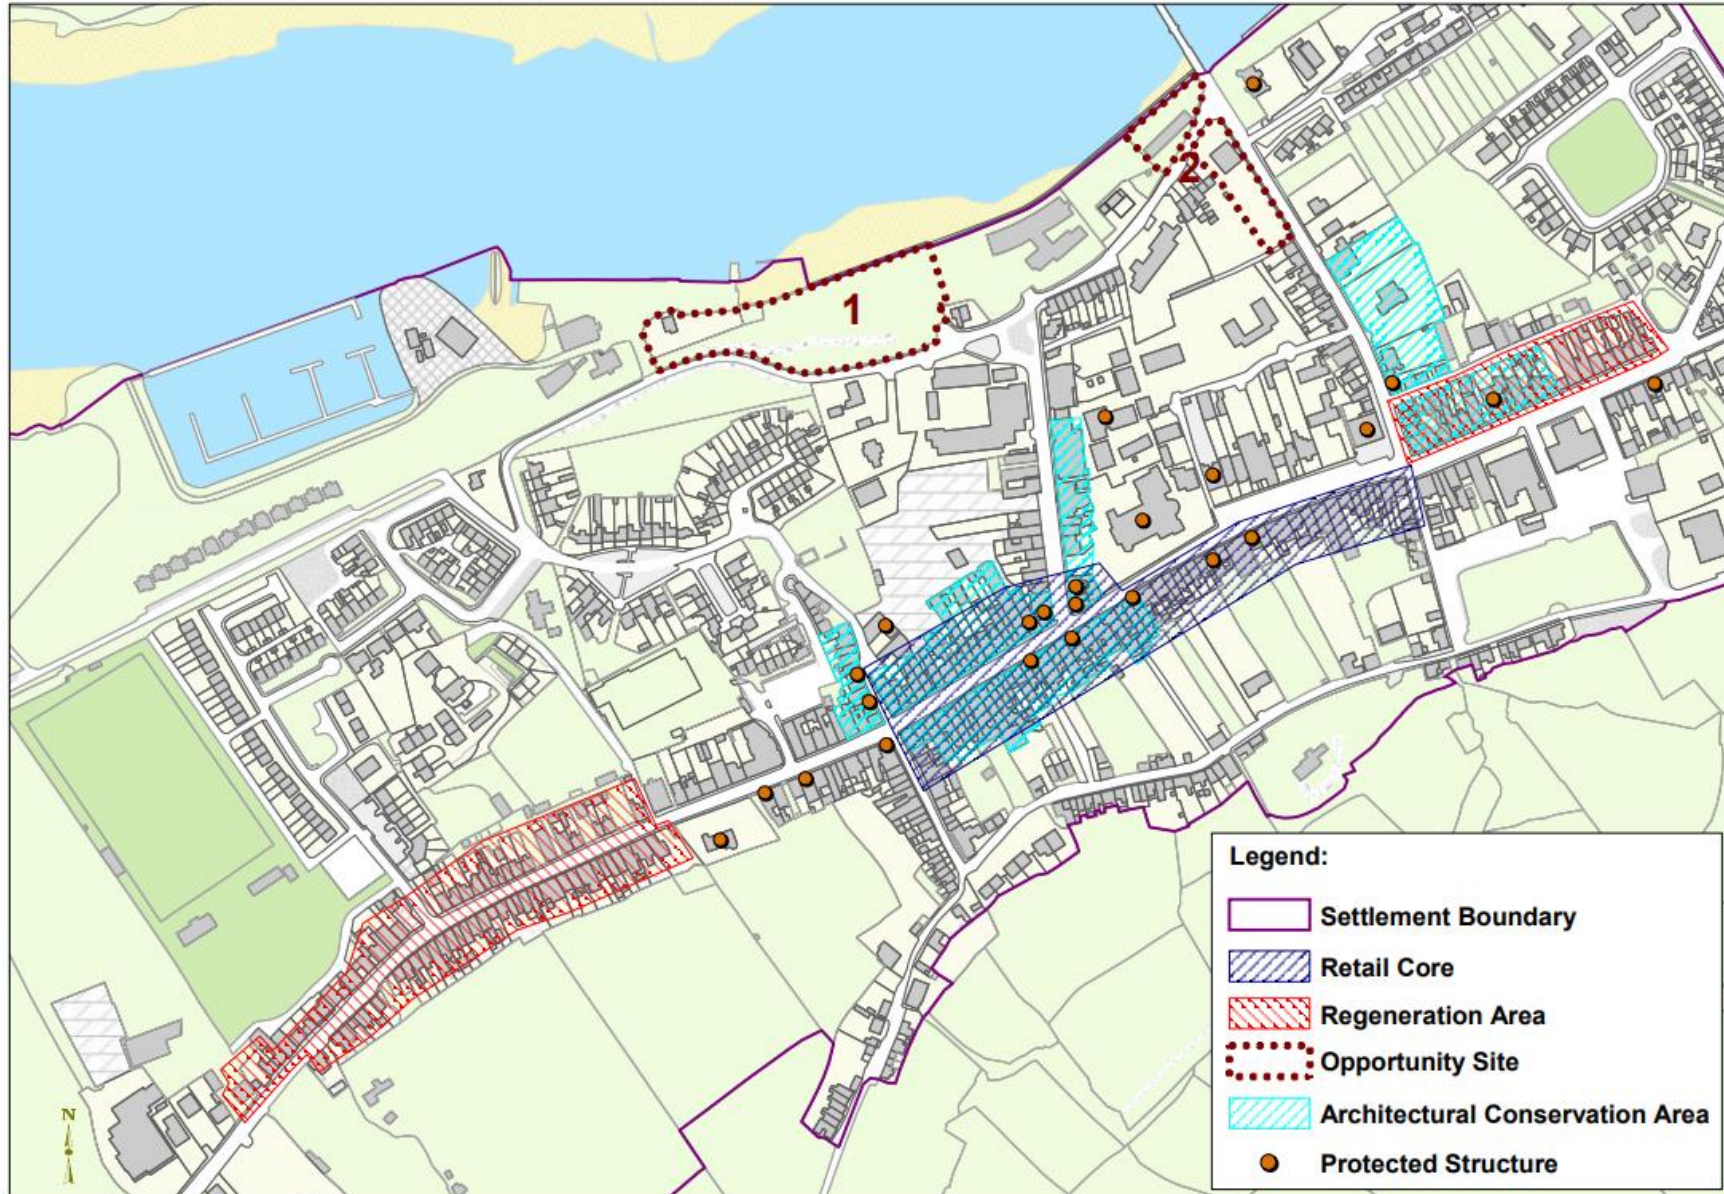 2
1
Legend:
Settlement Boundary
Retail Core
Regeneration Area
Opportunity Site
Architectural Conservation Area
Protected Structure
N